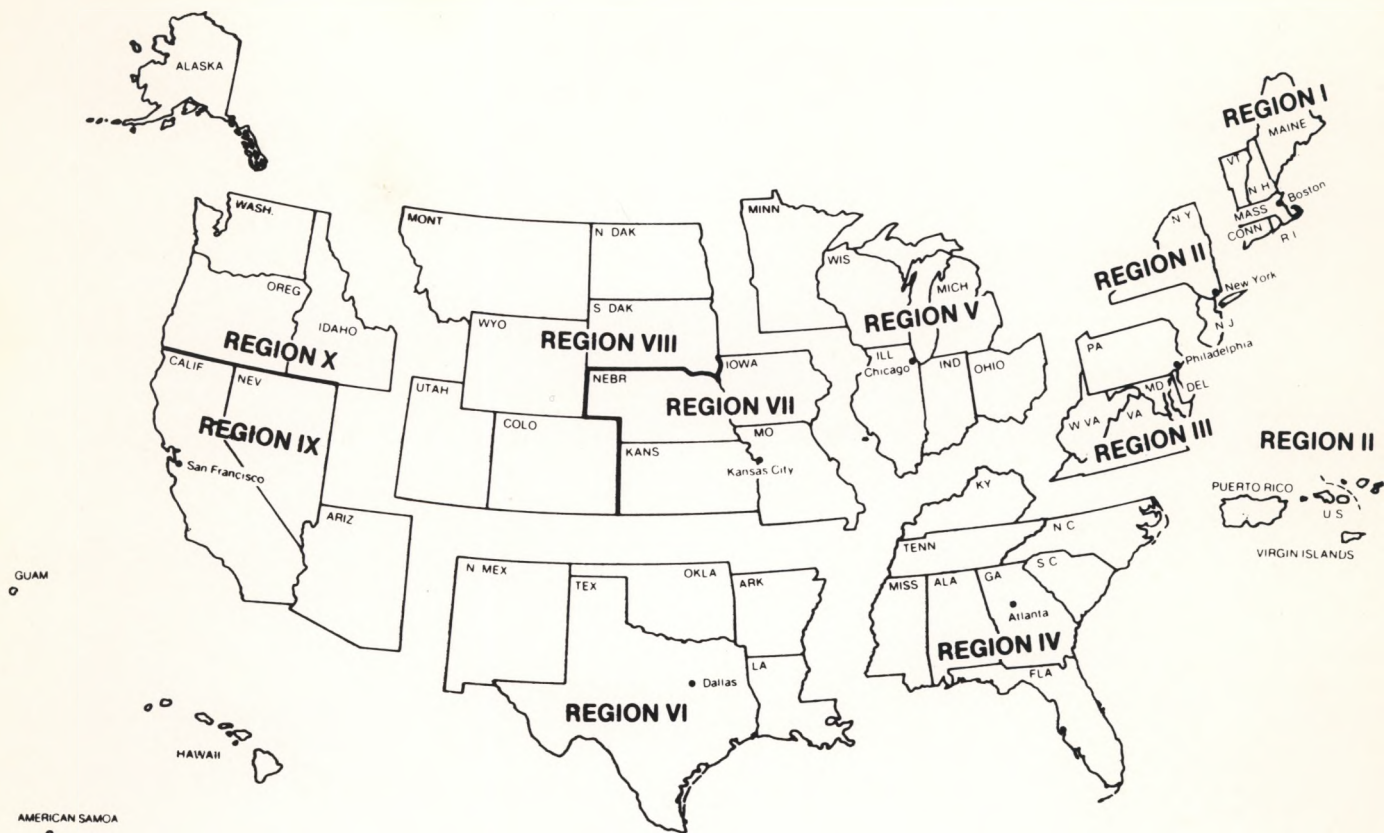 ALASKA
REGION I
MAINE
VT
N H
Boston
MASS
CONN
R I
WASH.
MONT
N DAK
MINN
N Y
WIS
REGION II
MICH
New York
OREG
S DAK
IDAHO
WYO
REGION V
N J
REGION X
REGION VIII
PA
Philadelphia
CALIF
NEV
UTAH
NEBR
IOWA
ILL
Chicago
IND
OHIO
MD
DEL
REGION VII
W VA
VA
REGION IX
COLO
MO
REGION III
REGION II
KANS
Kansas City
San Francisco
KY
PUERTO RICO
U S
VIRGIN ISLANDS
ARIZ
N C
TENN
S C
GUAM
N MEX
OKLA
TEX
ARK
MISS
ALA
GA
Atlanta
REGION IV
LA
FLA
Dallas
REGION VI
HAWAII
AMERICAN SAMOA